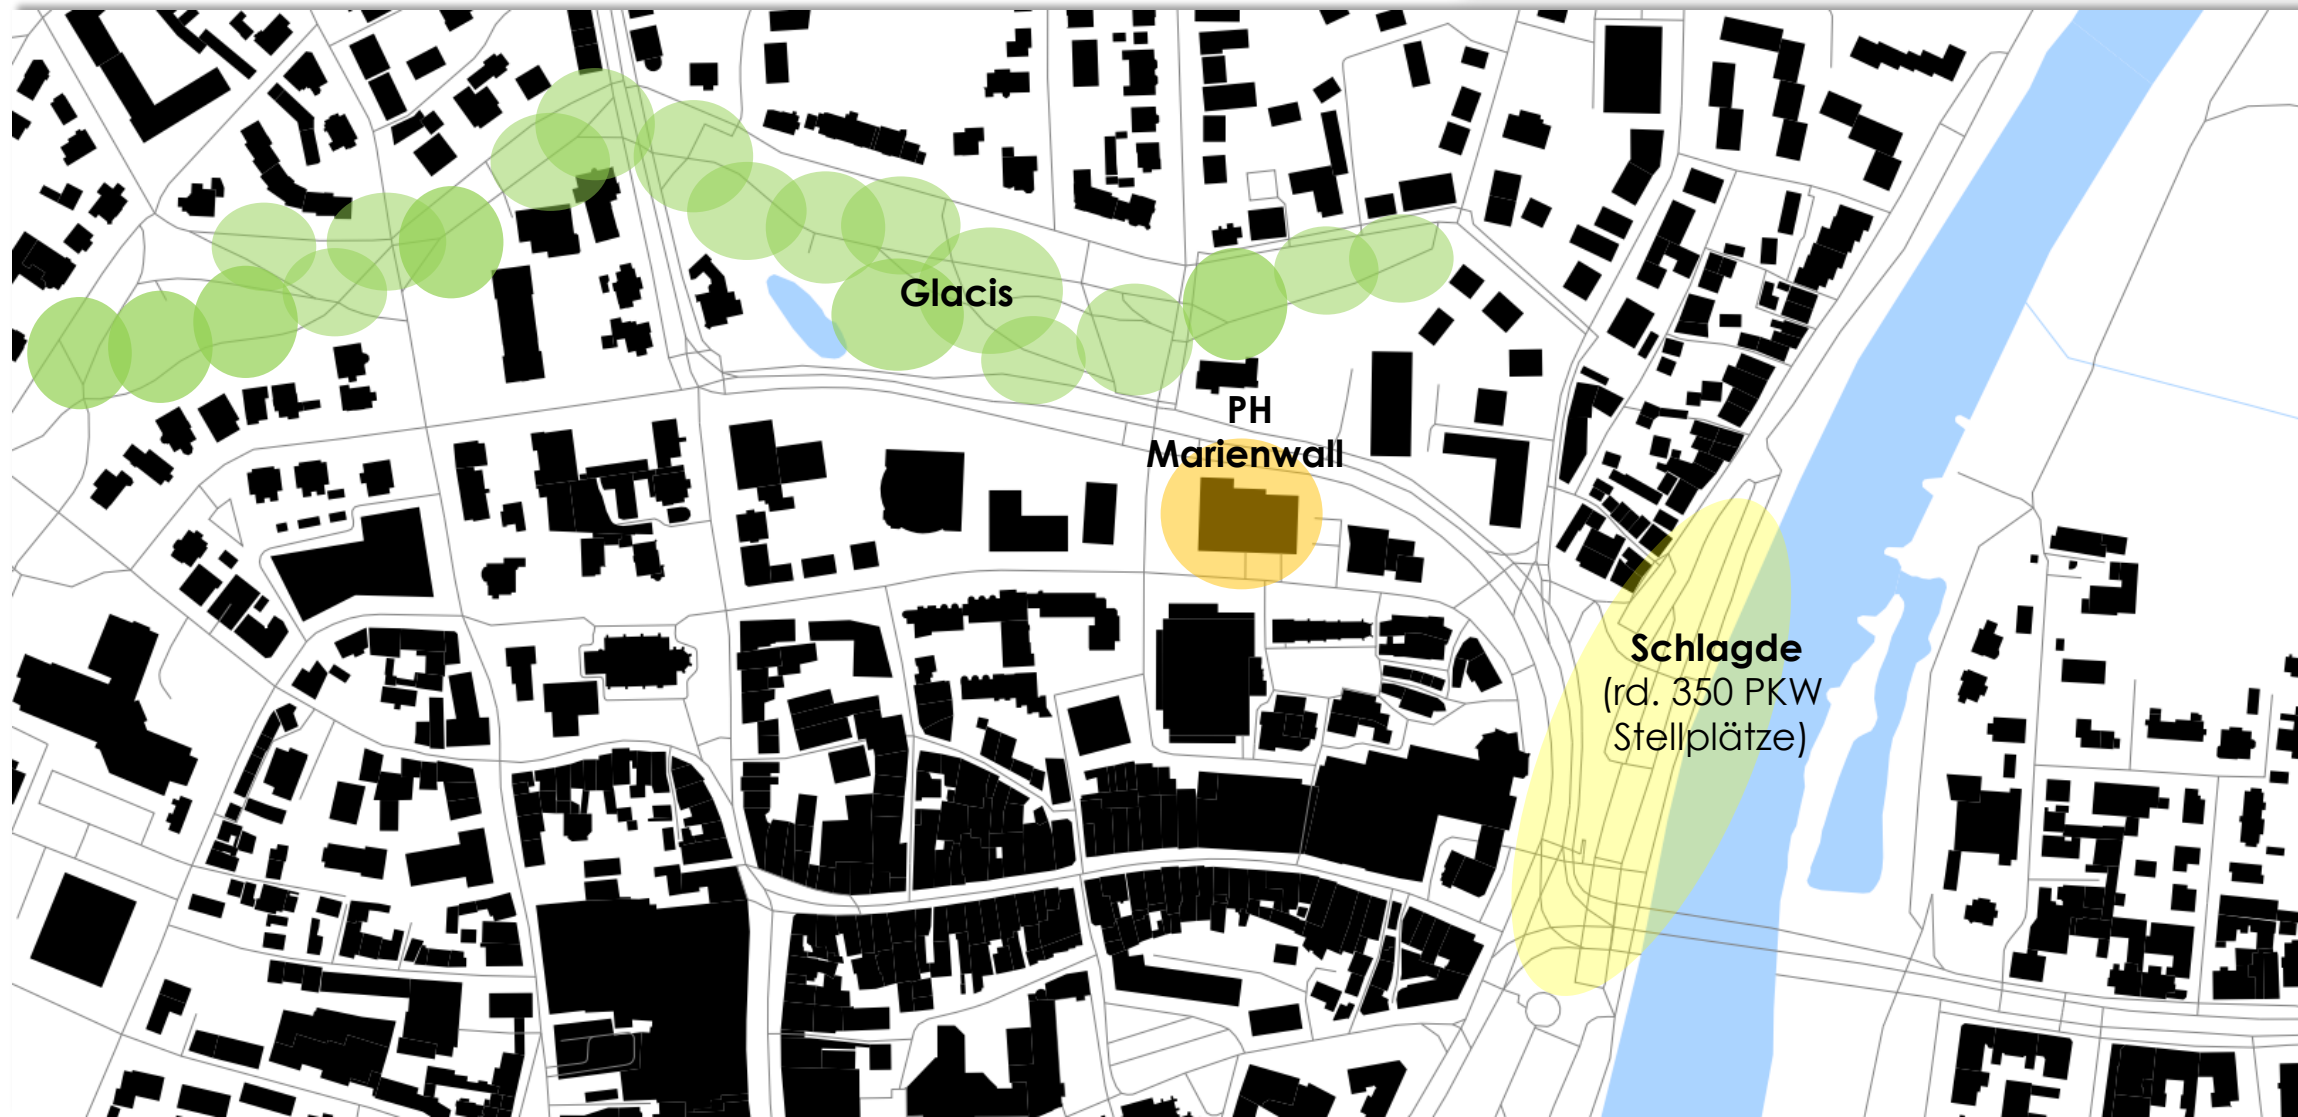 Glacis
PH
Marienwall
Schlagde
(rd. 350 PKW
Stellplätze)